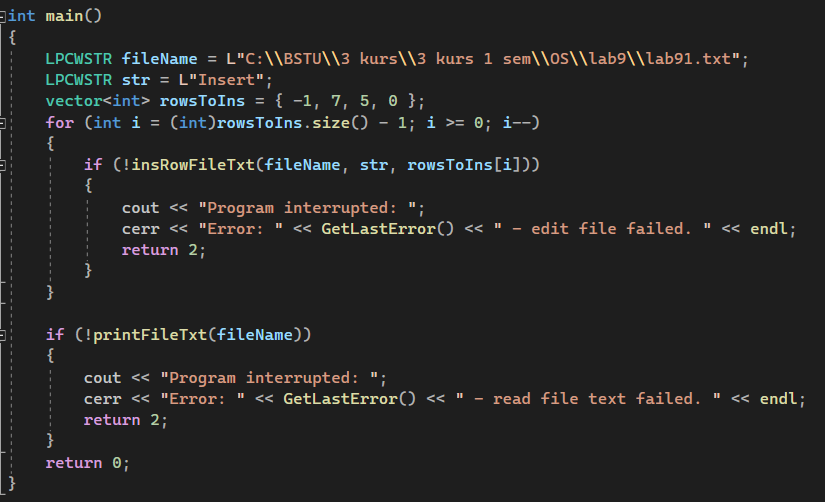 int main()
{
    LPCWSTR fileName = L"C:\\BSTU\\3 kurs\\3 kurs 1 sem\\OS\\lab9\\lab91.txt";
    LPCWSTR str = L"Insert";
    vector<int> rowsToIns = { -1, 7, 5, 0 };
    for (int i = (int)rowsToIns.size() - 1; i >= 0; i--)
    {
        if (!insRowFileTxt(fileName, str, rowsToIns[i]))
        {
            cout << "Program interrupted: ";
            cerr << "Error: " << GetLastError() << " - edit file failed. " << endl;
            return 2;
        }
    }

    if (!printFileTxt(fileName))
    {
        cout << "Program interrupted: ";
        cerr << "Error: " << GetLastError() << " - read file text failed. " << endl;
        return 2;
    }
    return 0;
}